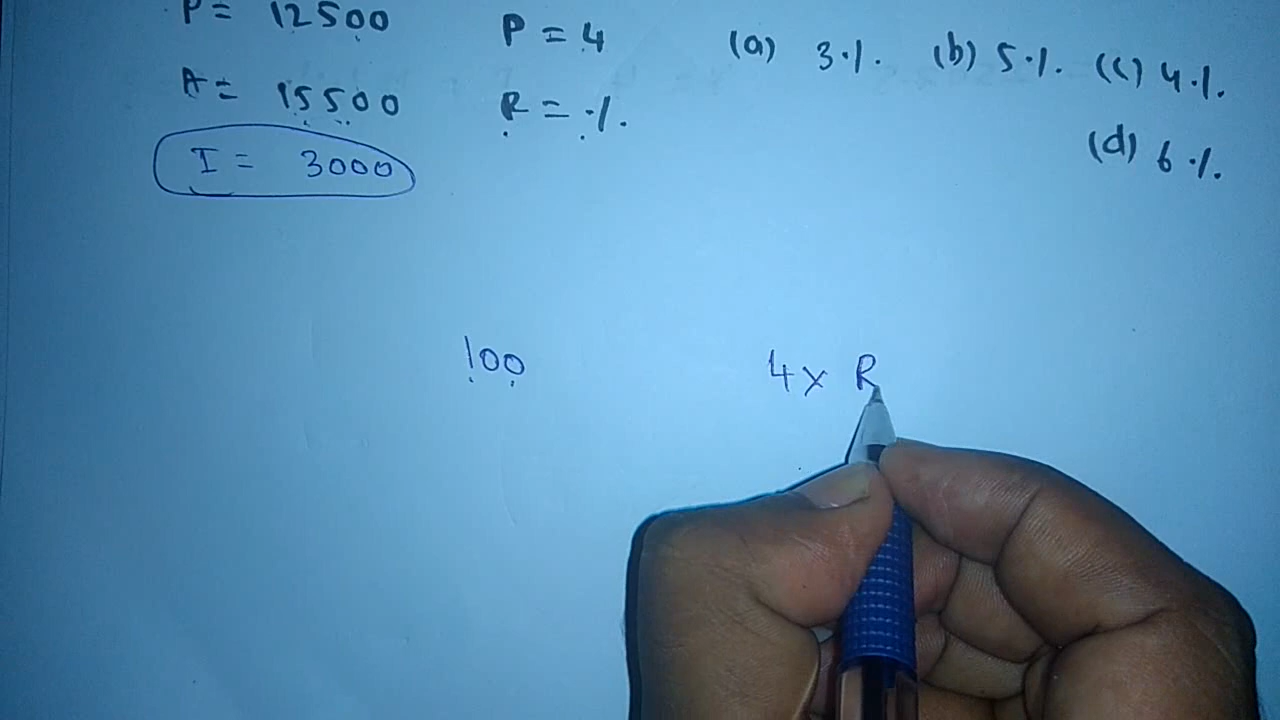 P = 12500
A = 15500
I = 3000
P = 4
R = %.
(a) 3%. (b) 5%. (c) 4%.
(d) 6%.
100 4 x R